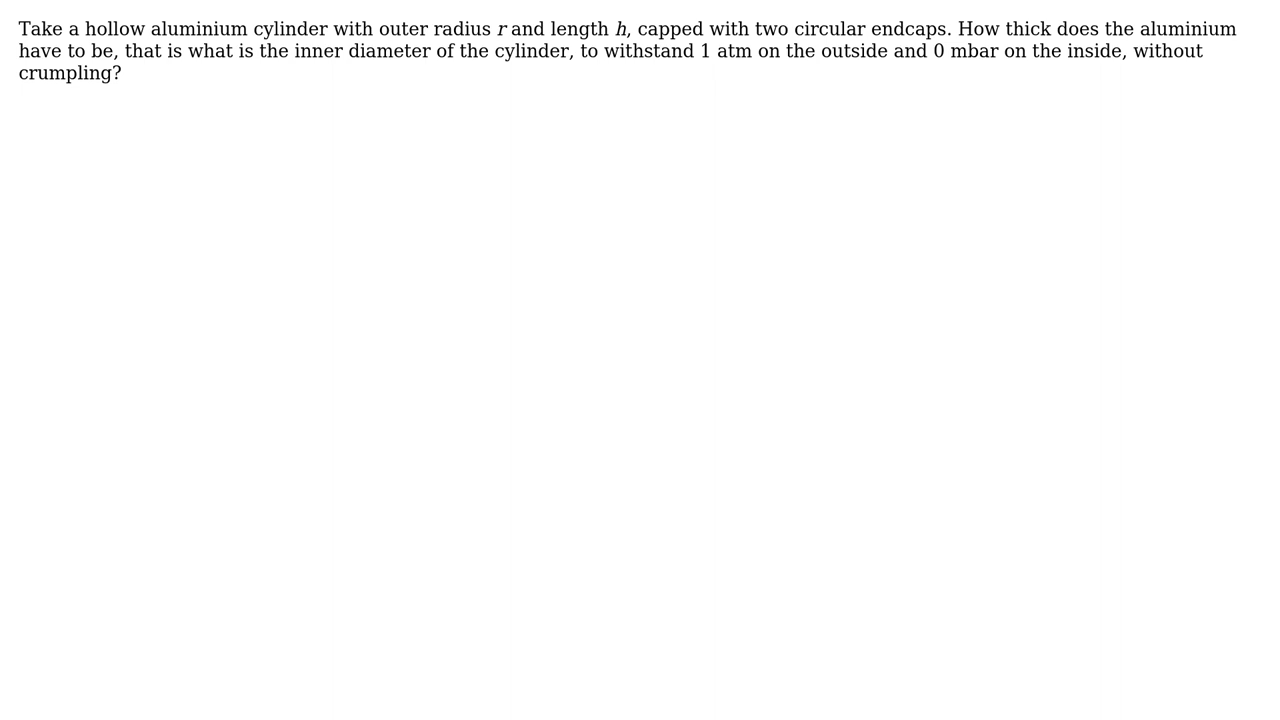 Take a hollow aluminium cylinder with outer radius r and length h, capped with two circular endcaps. How thick does the aluminium
have to be, that is what is the inner diameter of the cylinder, to withstand 1 atm on the outside and 0 mbar on the inside, without
crumpling?